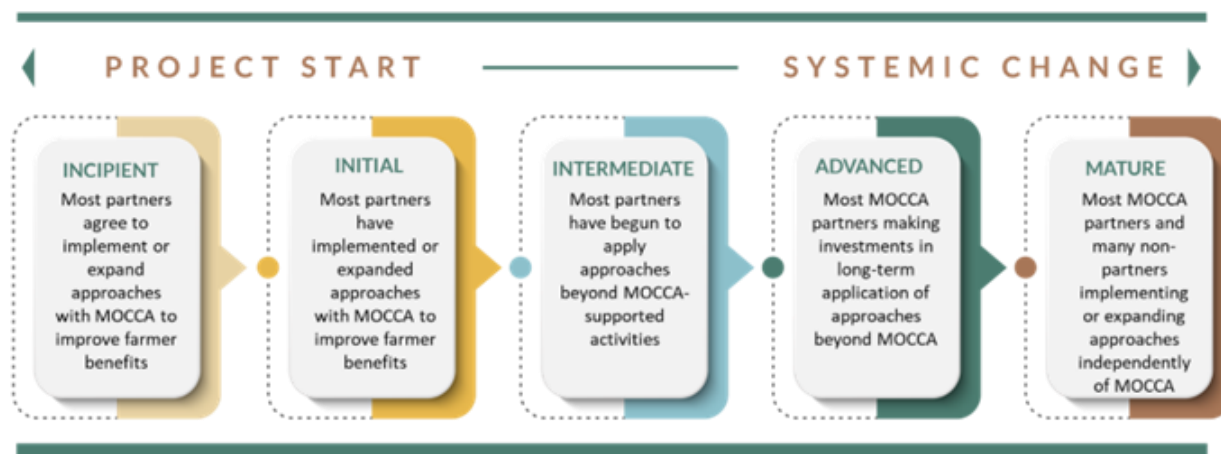 PROJECT START
SYSTEMIC CHANGE
INCIPIENT
Most partners
agree to
implement or
expand
approaches
with MOCCA to
improve farmer
benefits
INITIAL
Most partners
have
implemented or
expanded
approaches
with MOCCA to
improve farmer
benefits
INTERMEDIATE
Most partners
have begun to
apply
approaches
beyond MOCCA-
supported
activities
ADVANCED
Most MOCCA
partners making
investments in
long-term
application of
approaches
beyond MOCCA
MATURE
Most MOCCA
partners and
many non-
partners
implementing
or expanding
approaches
independently
of MOCCA